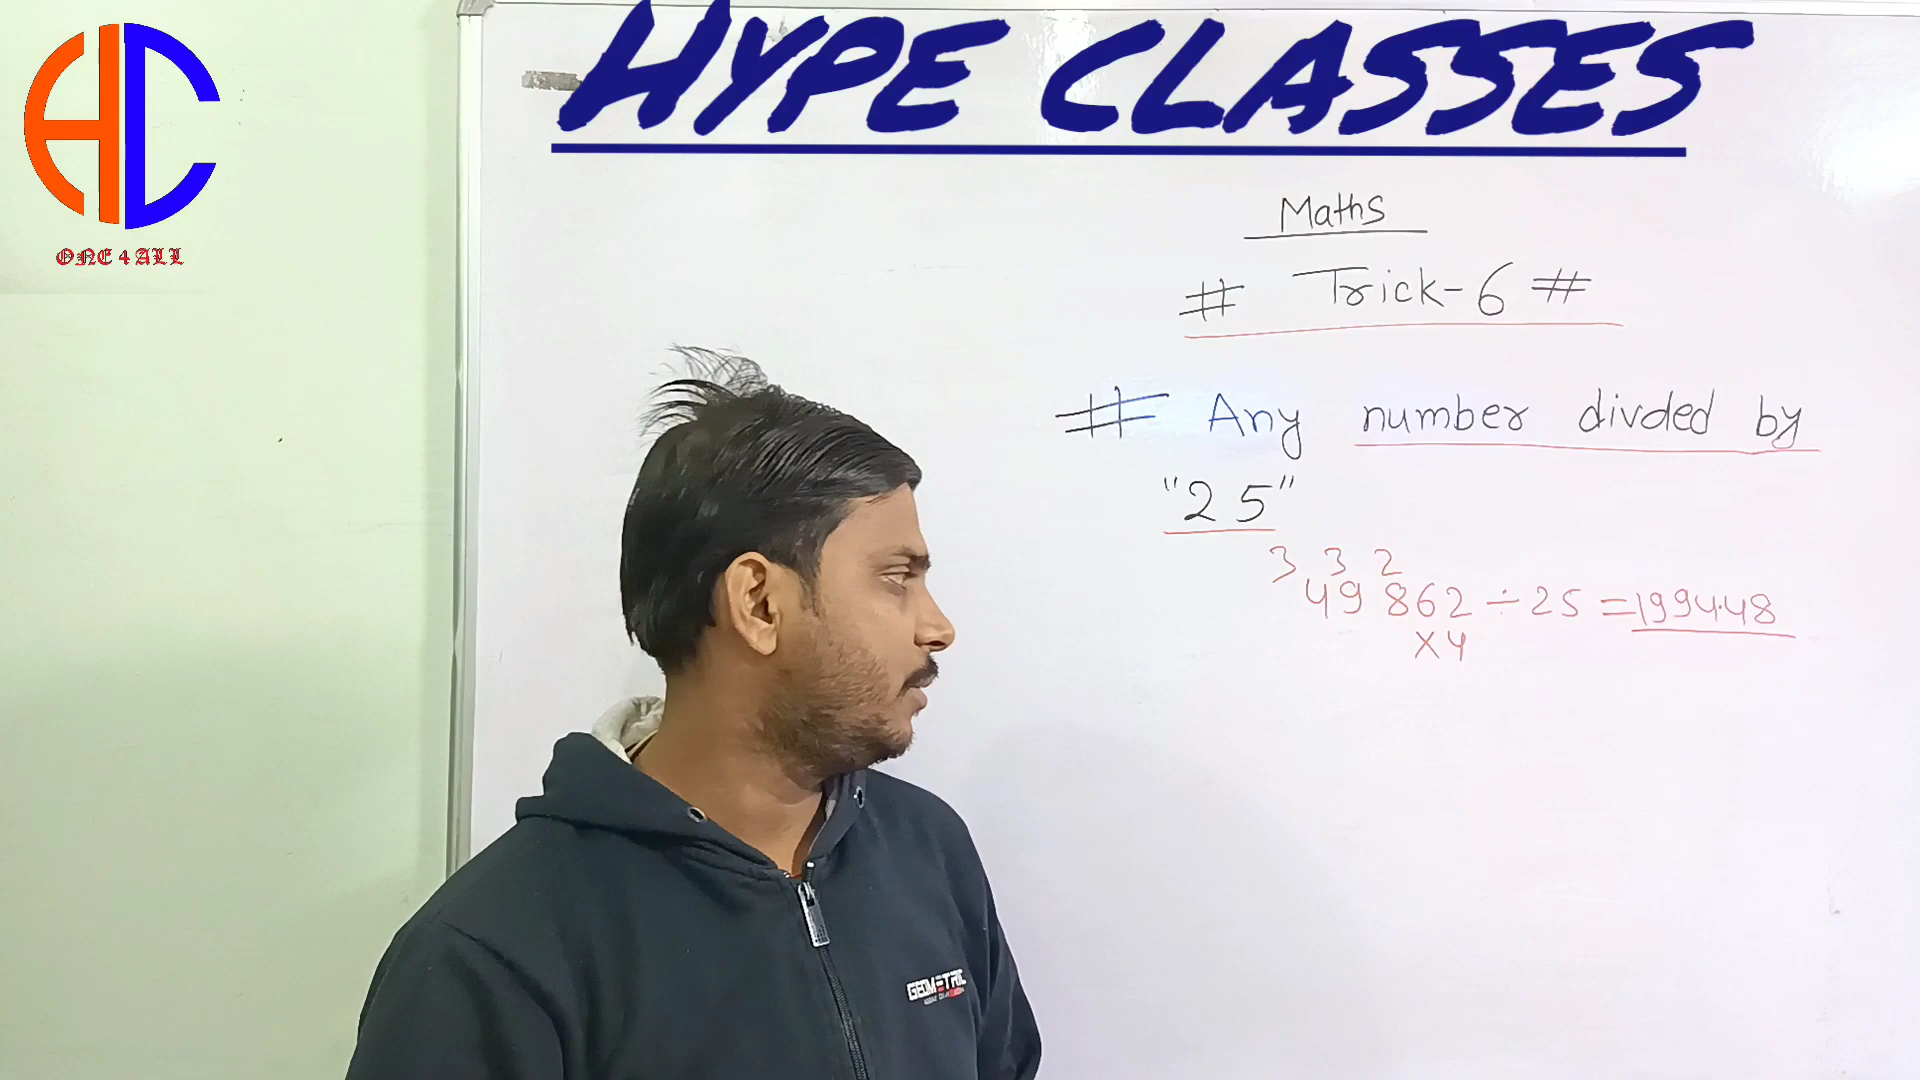 HYPE CLASSES
HC
ONE 4 ALL
Maths
# Trick-6 #
# Any number divded by
"25"
3 3 2
49862 ÷ 25 = 1994.48
x4
GEOMETRIC